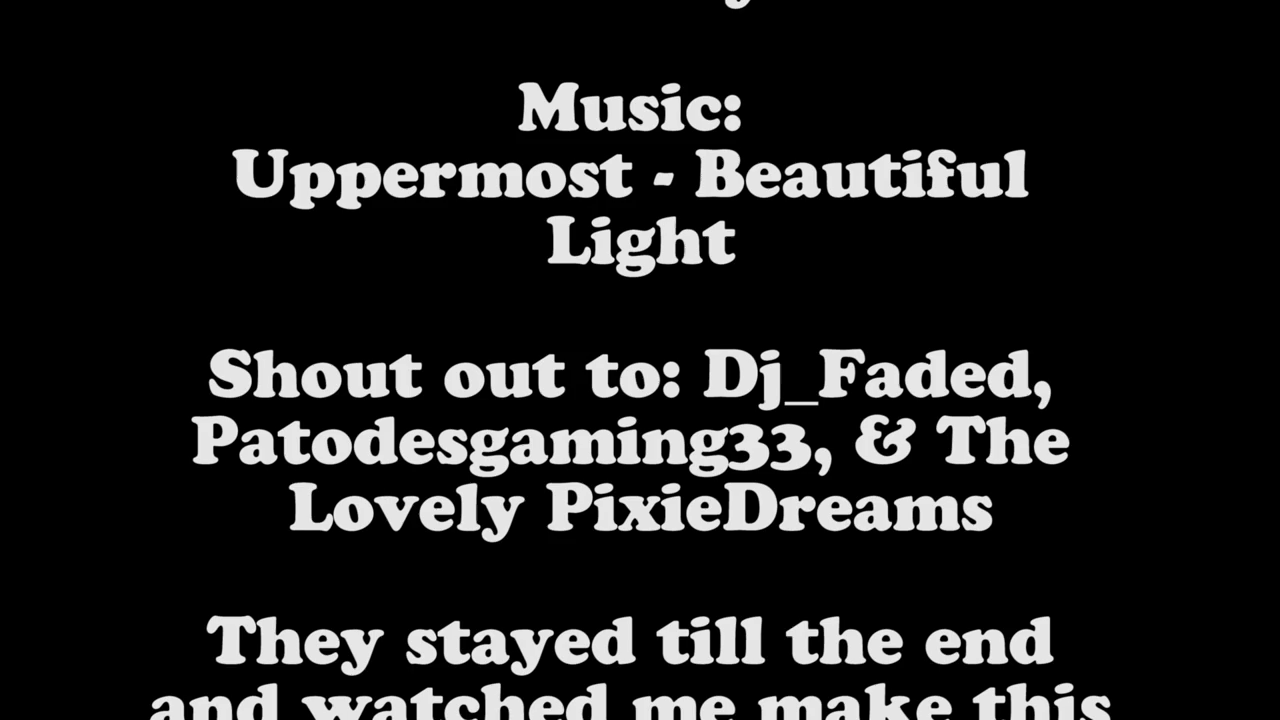 Music:
Uppermost - Beautiful
Light
Shout out to: Dj_Faded,
Patodesgaming33, & The
Lovely PixieDreams
They stayed till the end
and watched me make this